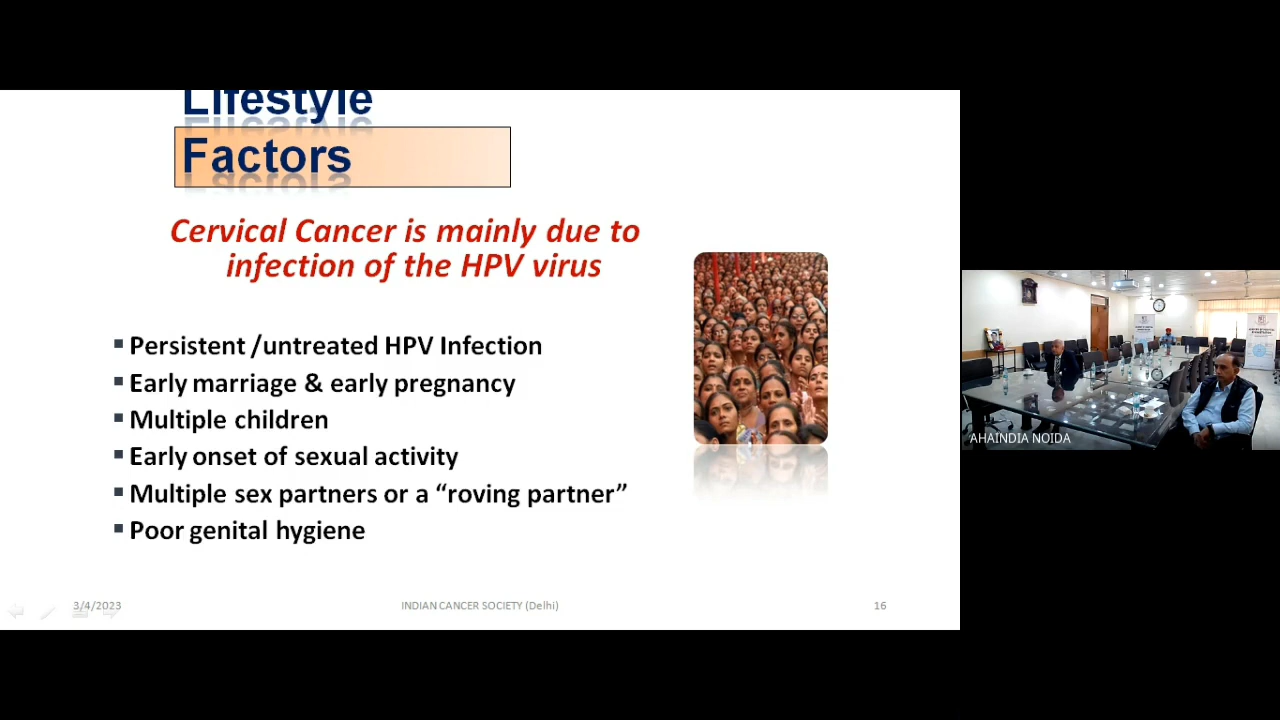 Lifestyle
Factors
Cervical Cancer is mainly due to
infection of the HPV virus
▪ Persistent /untreated HPV Infection
▪ Early marriage & early pregnancy
▪ Multiple children
▪ Early onset of sexual activity
▪ Multiple sex partners or a “roving partner”
▪ Poor genital hygiene
3/4/2023
INDIAN CANCER SOCIETY (Delhi)
16
AHAINDIA NOIDA